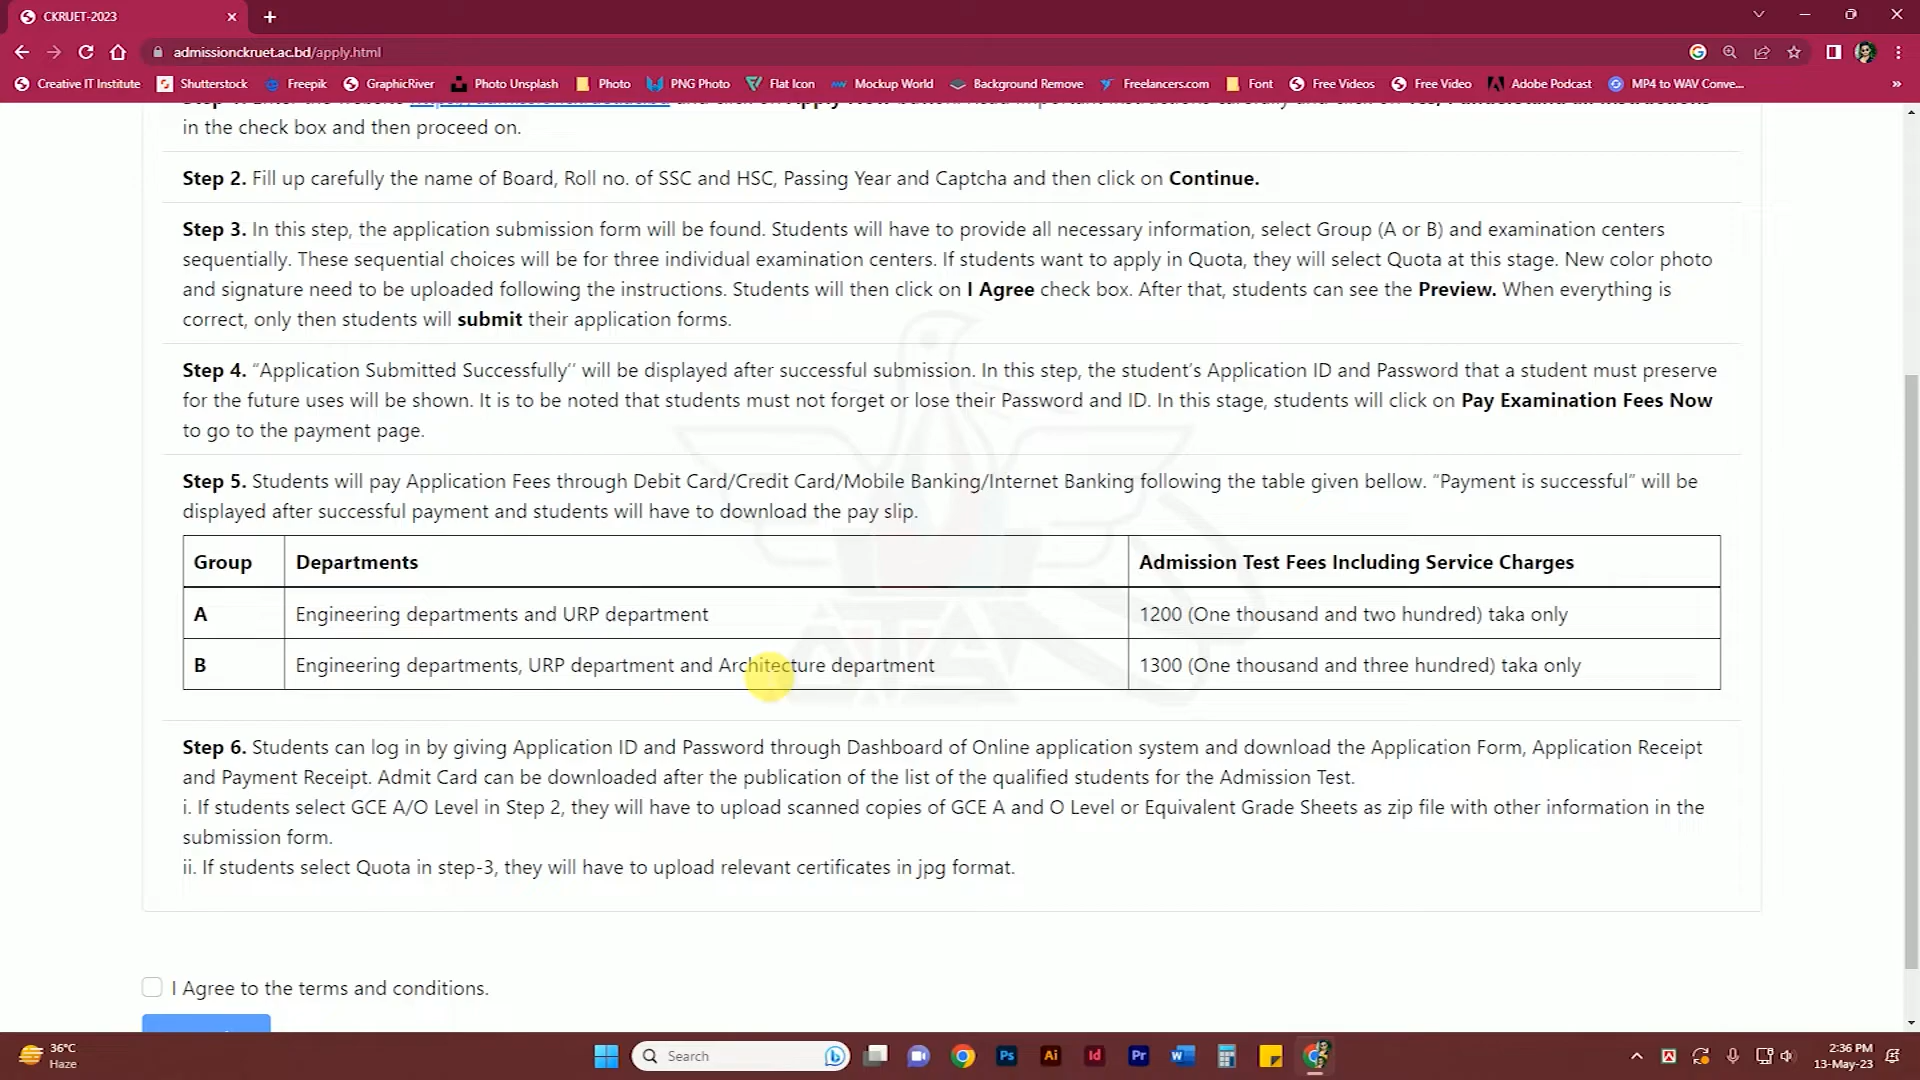 CKRUET-2023
admissionckruet.ac.bd/apply.html
Creative IT Institute
Shutterstock
Freepik
GraphicRiver
Photo Unsplash
Photo
PNG Photo
Flat Icon
Mockup World
Background Remove
Freelancers.com
Font
Free Videos
Free Video
Adobe Podcast
MP4 to WAV Conve...
in the check box and then proceed on.
Step 2. Fill up carefully the name of Board, Roll no. of SSC and HSC, Passing Year and Captcha and then click on Continue.
Step 3. In this step, the application submission form will be found. Students will have to provide all necessary information, select Group (A or B) and examination centers
sequentially. These sequential choices will be for three individual examination centers. If students want to apply in Quota, they will select Quota at this stage. New color photo
and signature need to be uploaded following the instructions. Students will then click on I Agree check box. After that, students can see the Preview. When everything is
correct, only then students will submit their application forms.
Step 4. “Application Submitted Successfully’’ will be displayed after successful submission. In this step, the student’s Application ID and Password that a student must preserve
for the future uses will be shown. It is to be noted that students must not forget or lose their Password and ID. In this stage, students will click on Pay Examination Fees Now
to go to the payment page.
Step 5. Students will pay Application Fees through Debit Card/Credit Card/Mobile Banking/Internet Banking following the table given bellow. “Payment is successful” will be
displayed after successful payment and students will have to download the pay slip.
Group Departments Admission Test Fees Including Service Charges
A Engineering departments and URP department 1200 (One thousand and two hundred) taka only
B Engineering departments, URP department and Architecture department 1300 (One thousand and three hundred) taka only
Step 6. Students can log in by giving Application ID and Password through Dashboard of Online application system and download the Application Form, Application Receipt
and Payment Receipt. Admit Card can be downloaded after the publication of the list of the qualified students for the Admission Test.
i. If students select GCE A/O Level in Step 2, they will have to upload scanned copies of GCE A and O Level or Equivalent Grade Sheets as zip file with other information in the
submission form.
ii. If students select Quota in step-3, they will have to upload relevant certificates in jpg format.
I Agree to the terms and conditions.
36°C
Haze
Search
Ps
Ai
Id
Pr
2:36 PM
13-May-23